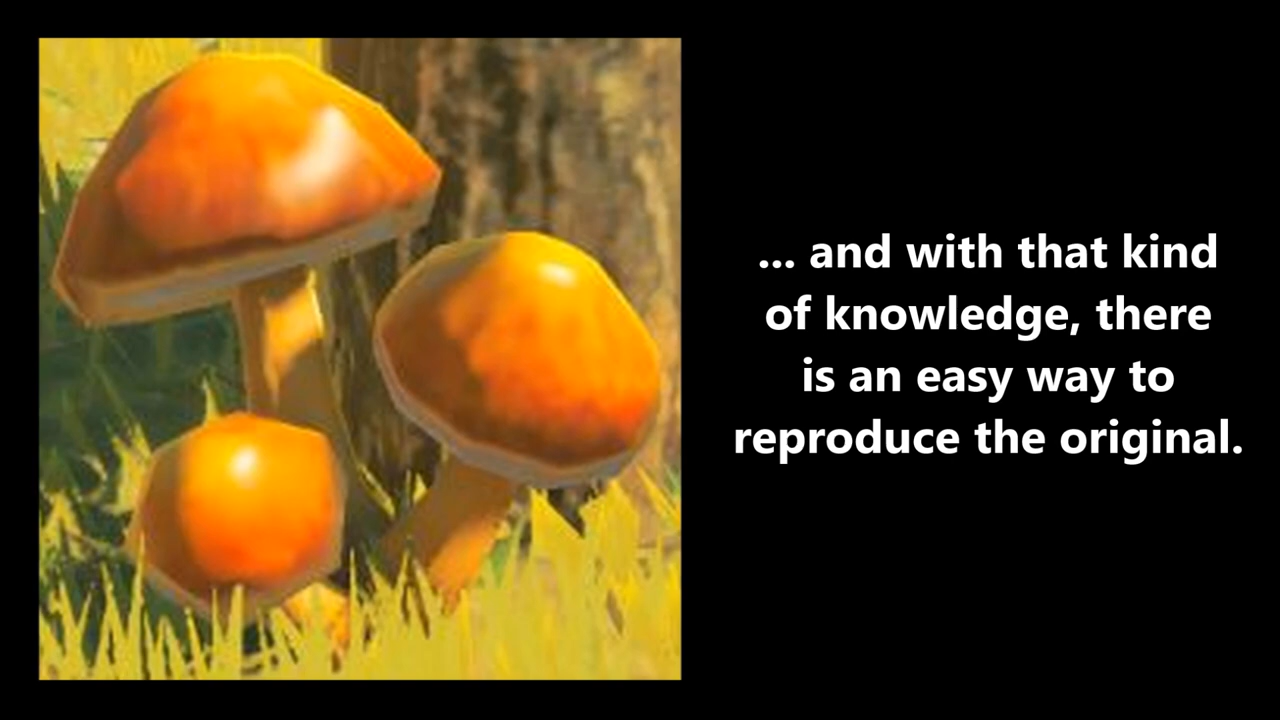 ... and with that kind
of knowledge, there
is an easy way to
reproduce the original.